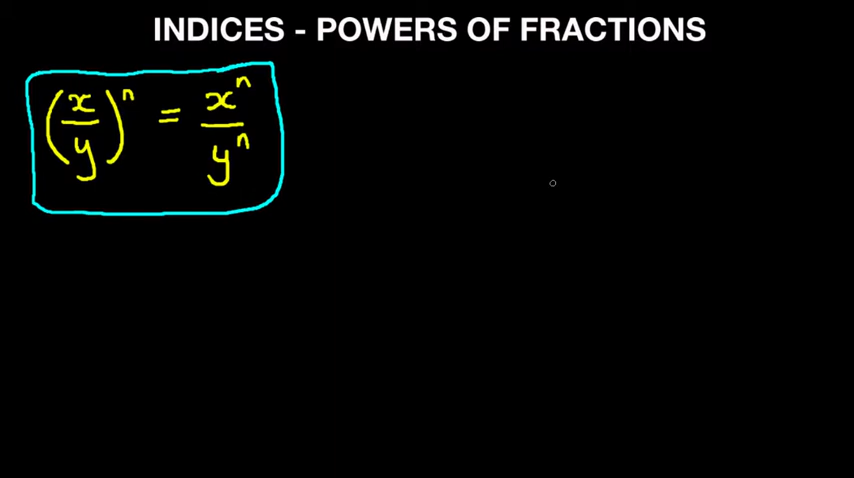 INDICES - POWERS OF FRACTIONS
(x/y)^n = x^n/y^n